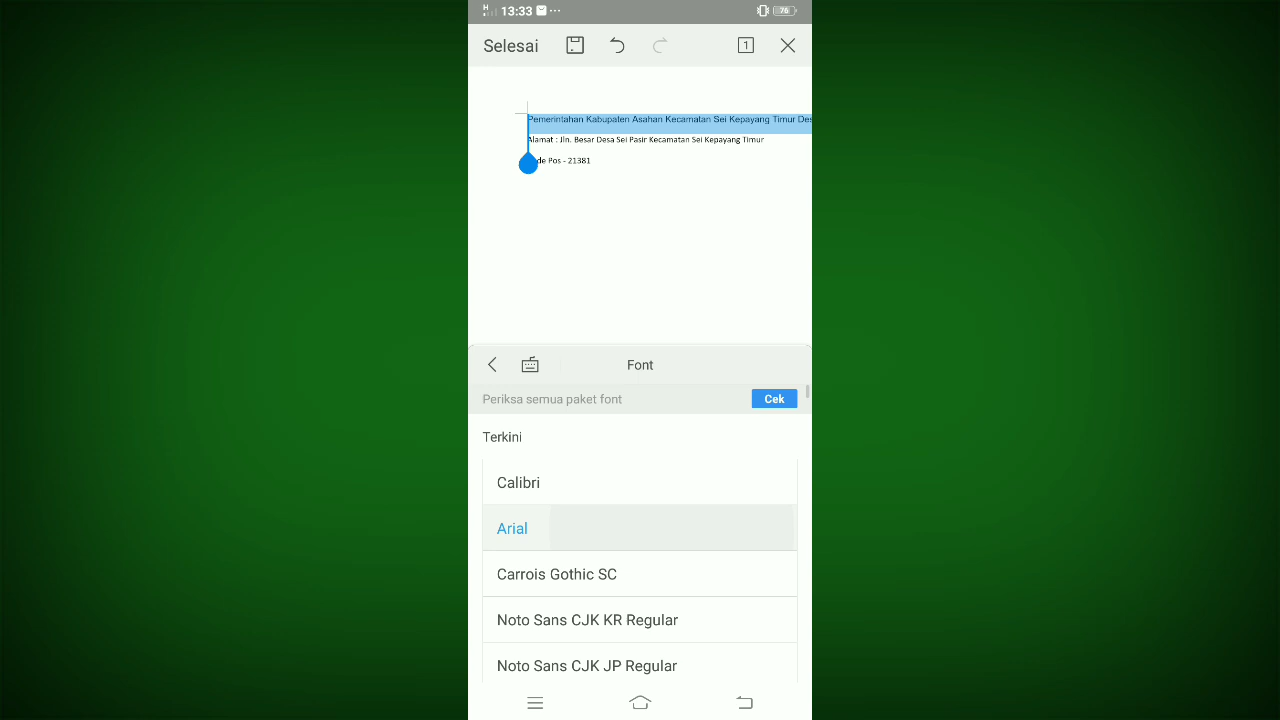 H 13:33 ... 76
Selesai 1
Pemerintahan Kabupaten Asahan Kecamatan Sei Kepayang Timur Des
Alamat : Jln. Besar Desa Sei Pasir Kecamatan Sei Kepayang Timur
de Pos - 21381
Font
Periksa semua paket font Cek
Terkini
Calibri
Arial
Carrois Gothic SC
Noto Sans CJK KR Regular
Noto Sans CJK JP Regular